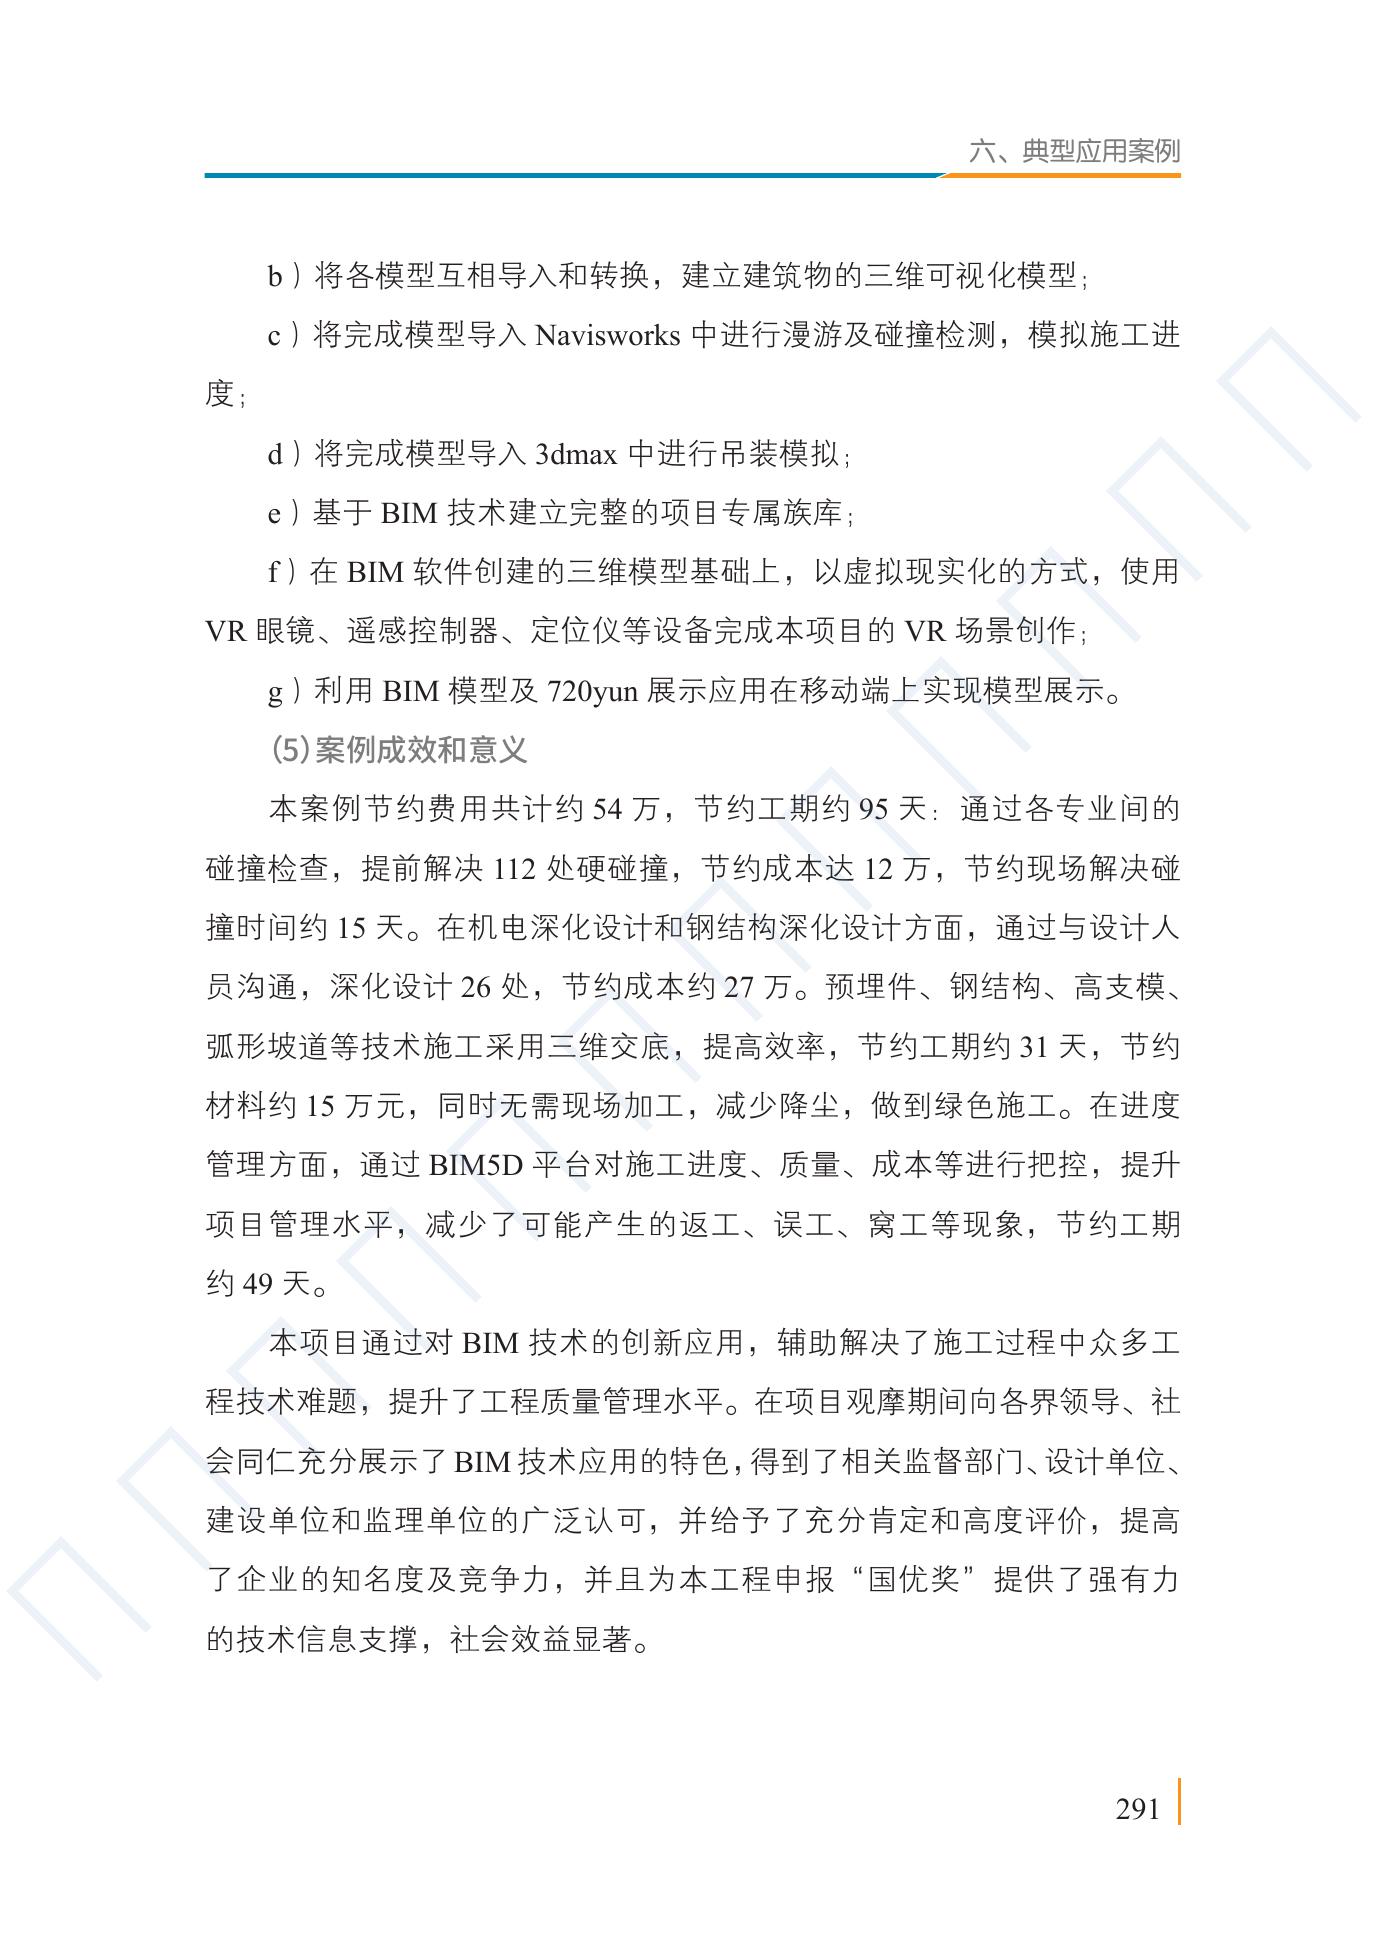 六、典型应用案例
b）将各模型互相导入和转换，建立建筑物的三维可视化模型；
c）将完成模型导入 Navisworks 中进行漫游及碰撞检测，模拟施工进
度；
d）将完成模型导入 3dmax 中进行吊装模拟；
e）基于 BIM 技术建立完整的项目专属族库；
f）在 BIM 软件创建的三维模型基础上，以虚拟现实化的方式，使用
VR 眼镜、遥感控制器、定位仪等设备完成本项目的 VR 场景创作；
g）利用 BIM 模型及 720yun 展示应用在移动端上实现模型展示。
（5）案例成效和意义
本案例节约费用共计约 54 万，节约工期约 95 天：通过各专业间的
碰撞检查，提前解决 112 处硬碰撞，节约成本达 12 万，节约现场解决碰
撞时间约 15 天。在机电深化设计和钢结构深化设计方面，通过与设计人
员沟通，深化设计 26 处，节约成本约 27 万。预埋件、钢结构、高支模、
弧形坡道等技术施工采用三维交底，提高效率，节约工期约 31 天，节约
材料约 15 万元，同时无需现场加工，减少降尘，做到绿色施工。在进度
管理方面，通过 BIM5D 平台对施工进度、质量、成本等进行把控，提升
项目管理水平，减少了可能产生的返工、误工、窝工等现象，节约工期
约 49 天。
本项目通过对 BIM 技术的创新应用，辅助解决了施工过程中众多工
程技术难题，提升了工程质量管理水平。在项目观摩期间向各界领导、社
会同仁充分展示了 BIM 技术应用的特色，得到了相关监督部门、设计单位、
建设单位和监理单位的广泛认可，并给予了充分肯定和高度评价，提高
了企业的知名度及竞争力，并且为本工程申报“国优奖”提供了强有力
的技术信息支撑，社会效益显著。
291